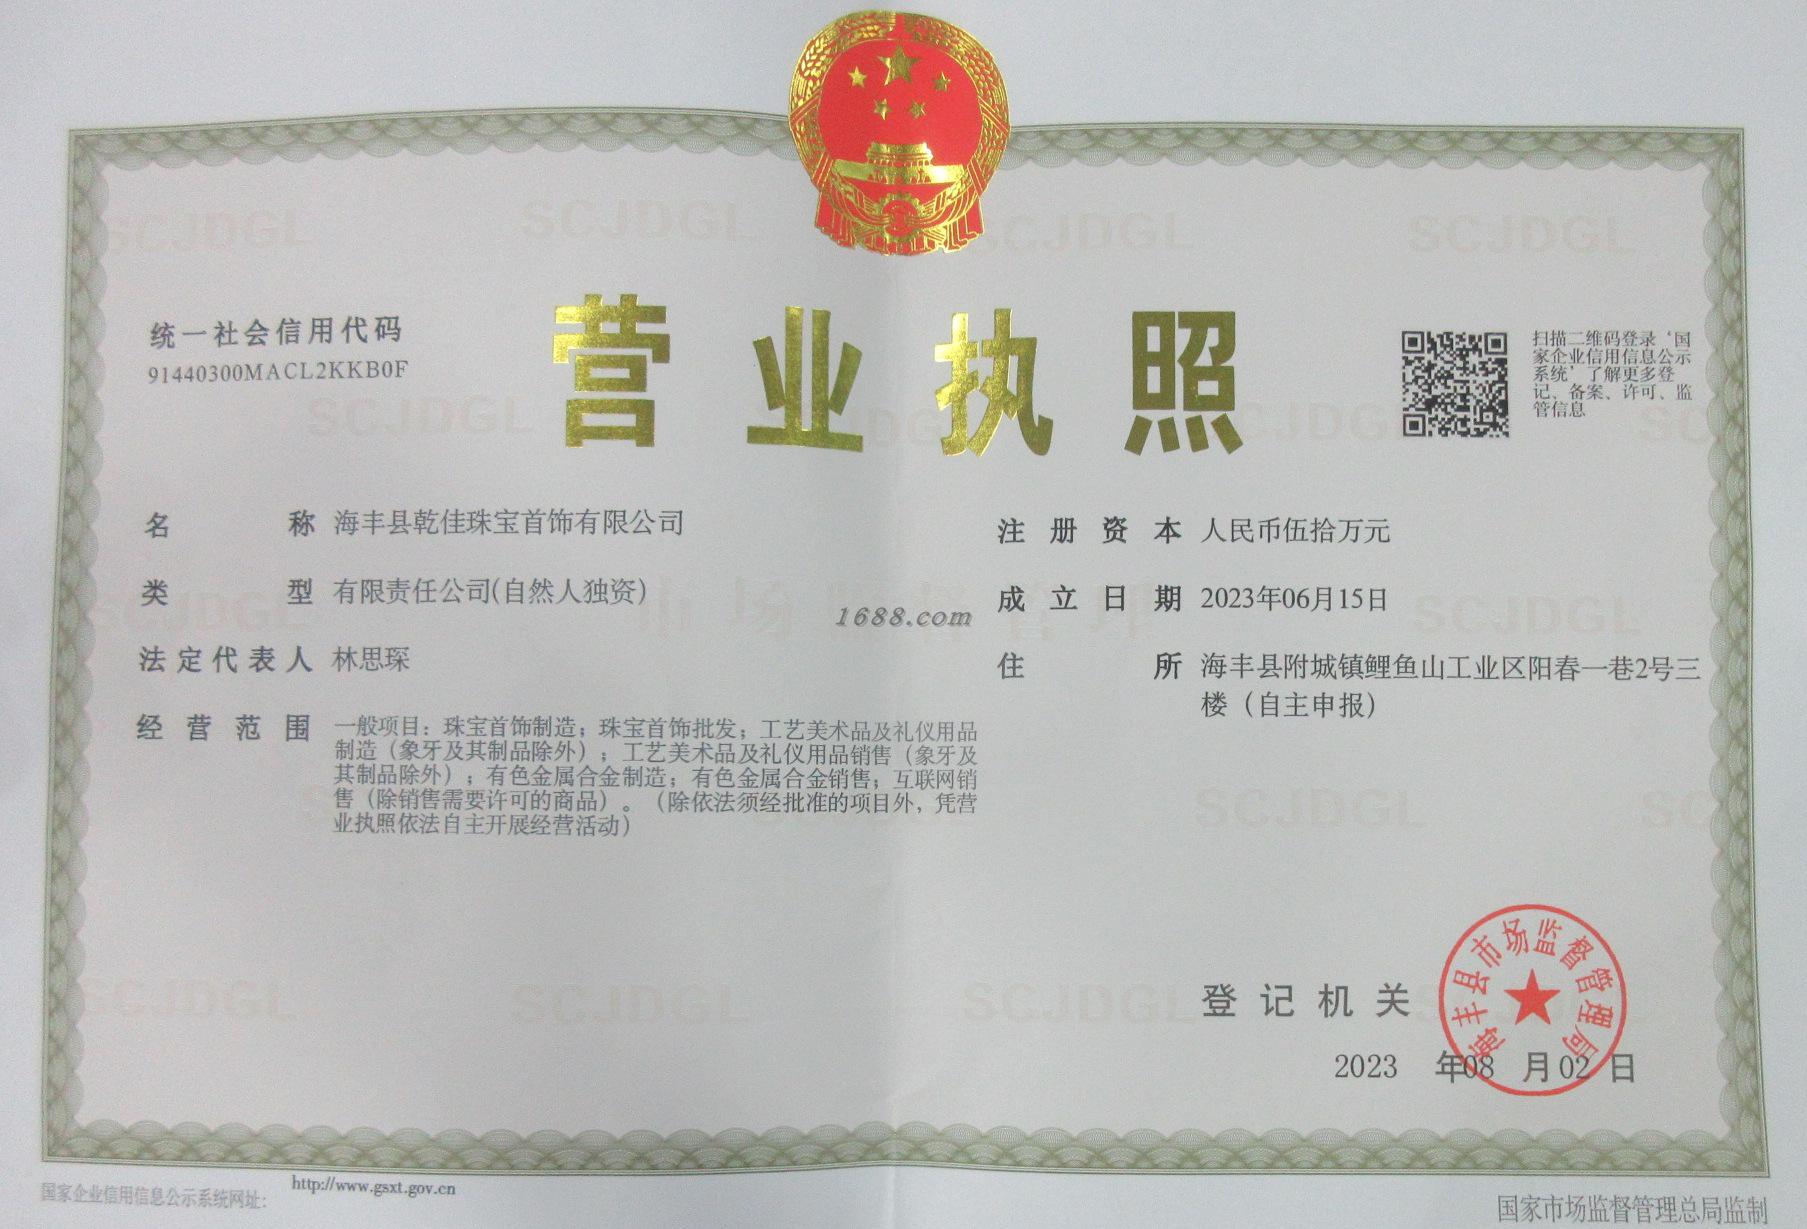 统一社会信用代码
91440300MACL2KKB0F
营业执照
扫描二维码登录‘国
家企业信用信息公示
系统’了解更多登
记、备案、许可、监
管信息
名称 海丰县乾佳珠宝首饰有限公司
类型 有限责任公司(自然人独资)
法定代表人 林思琛
经营范围 一般项目：珠宝首饰制造；珠宝首饰批发；工艺美术品及礼仪用品
制造（象牙及其制品除外）；工艺美术品及礼仪用品销售（象牙及
其制品除外）；有色金属合金制造；有色金属合金销售；互联网销
售（除销售需要许可的商品）。（除依法须经批准的项目外，凭营
业执照依法自主开展经营活动）
1688.com
注册资本 人民币伍拾万元
成立日期 2023年06月15日
住所 海丰县附城镇鲤鱼山工业区阳春一巷2号三
楼（自主申报）
登记机关
海丰县市场监督管理局
2023 年08 月02 日
国家企业信用信息公示系统网址：
http://www.gsxt.gov.cn
国家市场监督管理总局监制
SCJDGL